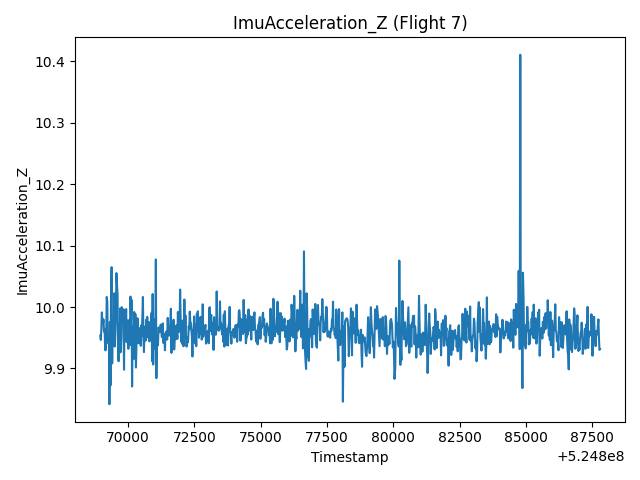 ImuAcceleration_Z (Flight 7)
10.4
10.3
10.2
10.1
10.0
9.9
ImuAcceleration_Z
70000 72500 75000 77500 80000 82500 85000 87500
Timestamp
+5.248e8